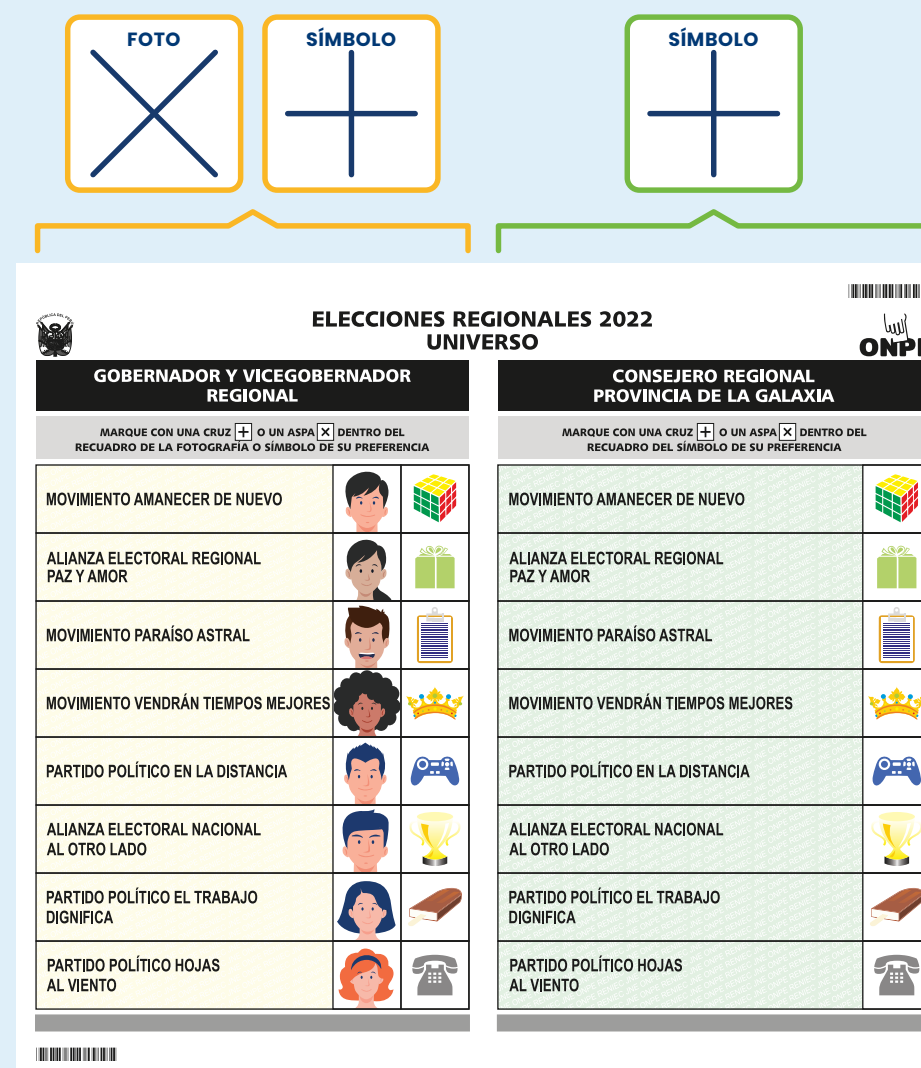 FOTO
SÍMBOLO
SÍMBOLO
ELECCIONES REGIONALES 2022
UNIVERSO
GOBERNADOR Y VICEGOBERNADOR
REGIONAL
MARQUE CON UNA CRUZ + O UN ASPA X DENTRO DEL
RECUADRO DE LA FOTOGRAFÍA O SÍMBOLO DE SU PREFERENCIA
MOVIMIENTO AMANECER DE NUEVO
ALIANZA ELECTORAL REGIONAL
PAZ Y AMOR
MOVIMIENTO PARAÍSO ASTRAL
MOVIMIENTO VENDRÁN TIEMPOS MEJORES
PARTIDO POLÍTICO EN LA DISTANCIA
ALIANZA ELECTORAL NACIONAL
AL OTRO LADO
PARTIDO POLÍTICO EL TRABAJO
DIGNIFICA
PARTIDO POLÍTICO HOJAS
AL VIENTO
CONSEJERO REGIONAL
PROVINCIA DE LA GALAXIA
MARQUE CON UNA CRUZ + O UN ASPA X DENTRO DEL
RECUADRO DEL SÍMBOLO DE SU PREFERENCIA
MOVIMIENTO AMANECER DE NUEVO
ALIANZA ELECTORAL REGIONAL
PAZ Y AMOR
MOVIMIENTO PARAÍSO ASTRAL
MOVIMIENTO VENDRÁN TIEMPOS MEJORES
PARTIDO POLÍTICO EN LA DISTANCIA
ALIANZA ELECTORAL NACIONAL
AL OTRO LADO
PARTIDO POLÍTICO EL TRABAJO
DIGNIFICA
PARTIDO POLÍTICO HOJAS
AL VIENTO